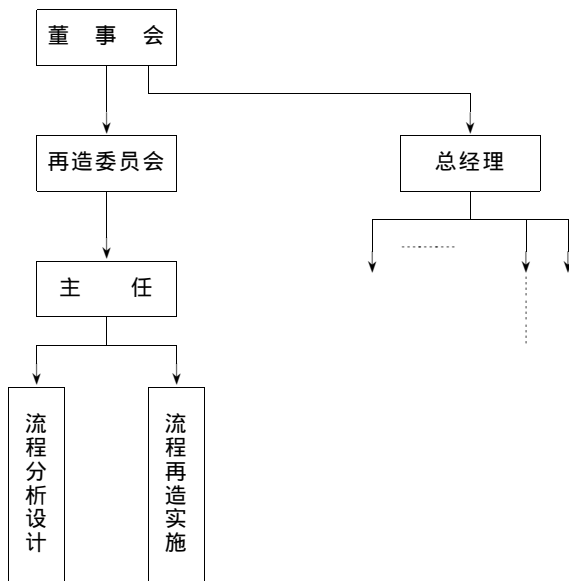 董 事 会
再造委员会
总经理
主 任
流程分析设计
流程再造实施